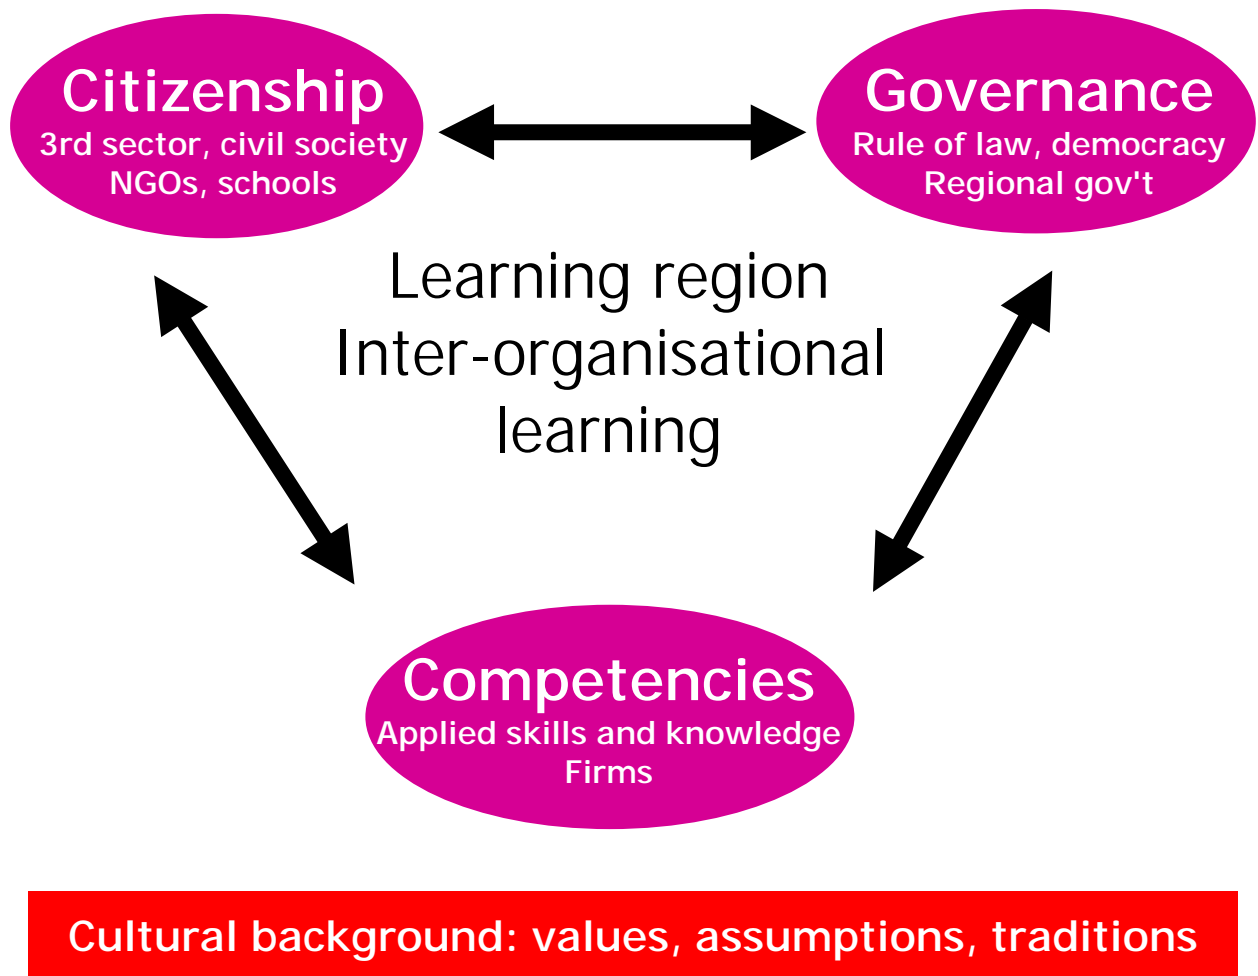 Citizenship
3rd sector, civil society
NGOs, schools
Governance
Rule of law, democracy
Regional gov't
Learning region
Inter-organisational
learning
Competencies
Applied skills and knowledge
Firms
Cultural background: values, assumptions, traditions